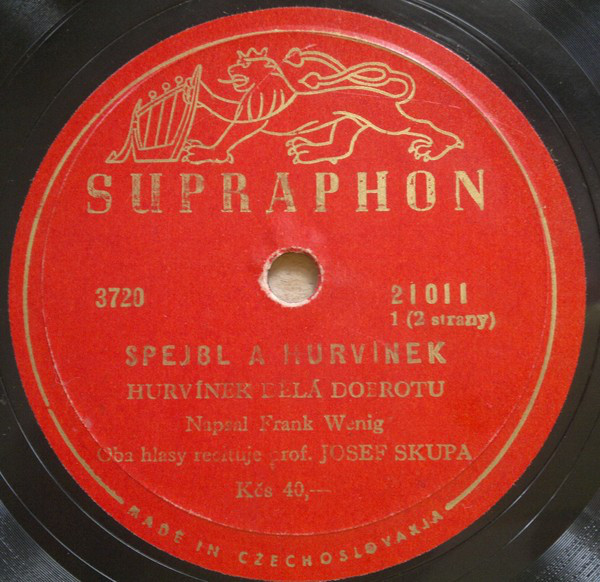 SUPRAPHON
3720
21011
1 (2 strany)
SPEJBL A HURVÍNEK
HURVÍNEK DĚLÁ DOBROTU
Napsal Frank Wenig
Oba hlasy recituje prof. JOSEF SKUPA
Kčs 40,—
MADE IN CZECHOSLOVAKIA